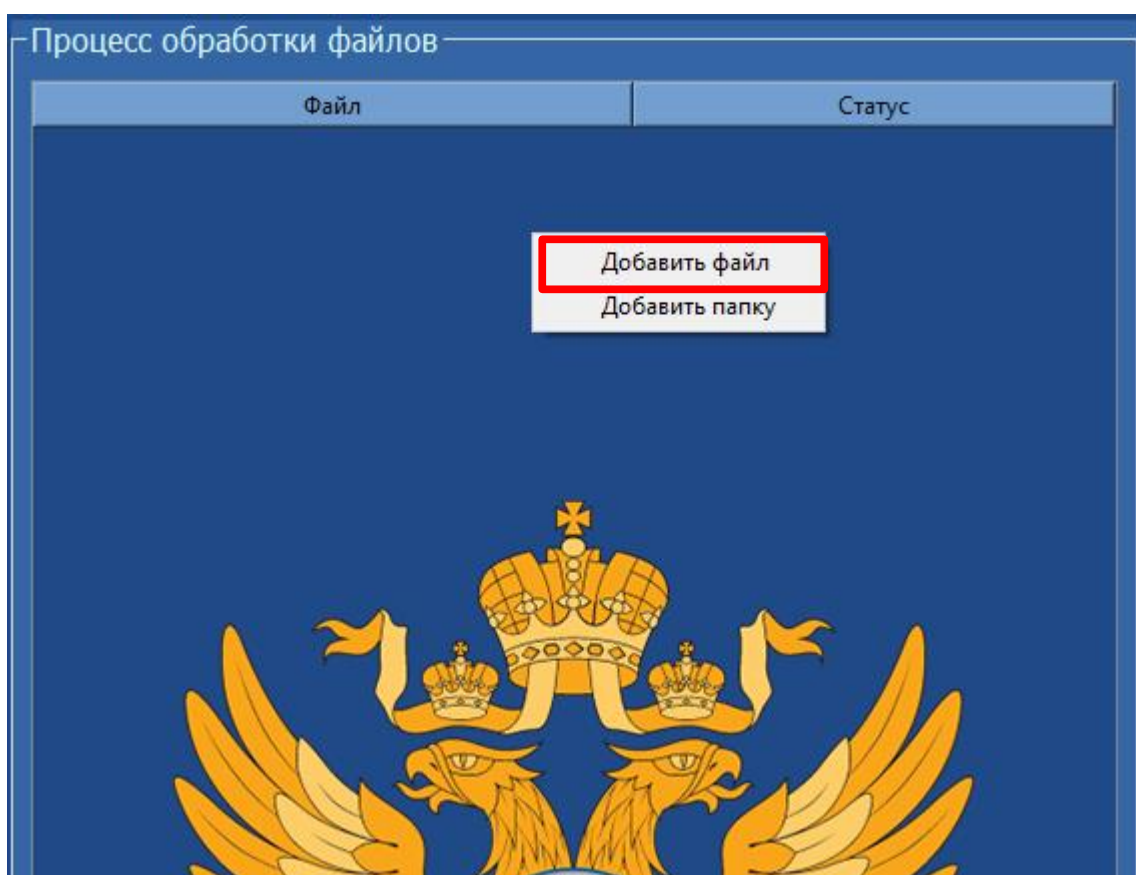 Процесс обработки файлов
Файл Статус
Добавить файл
Добавить папку